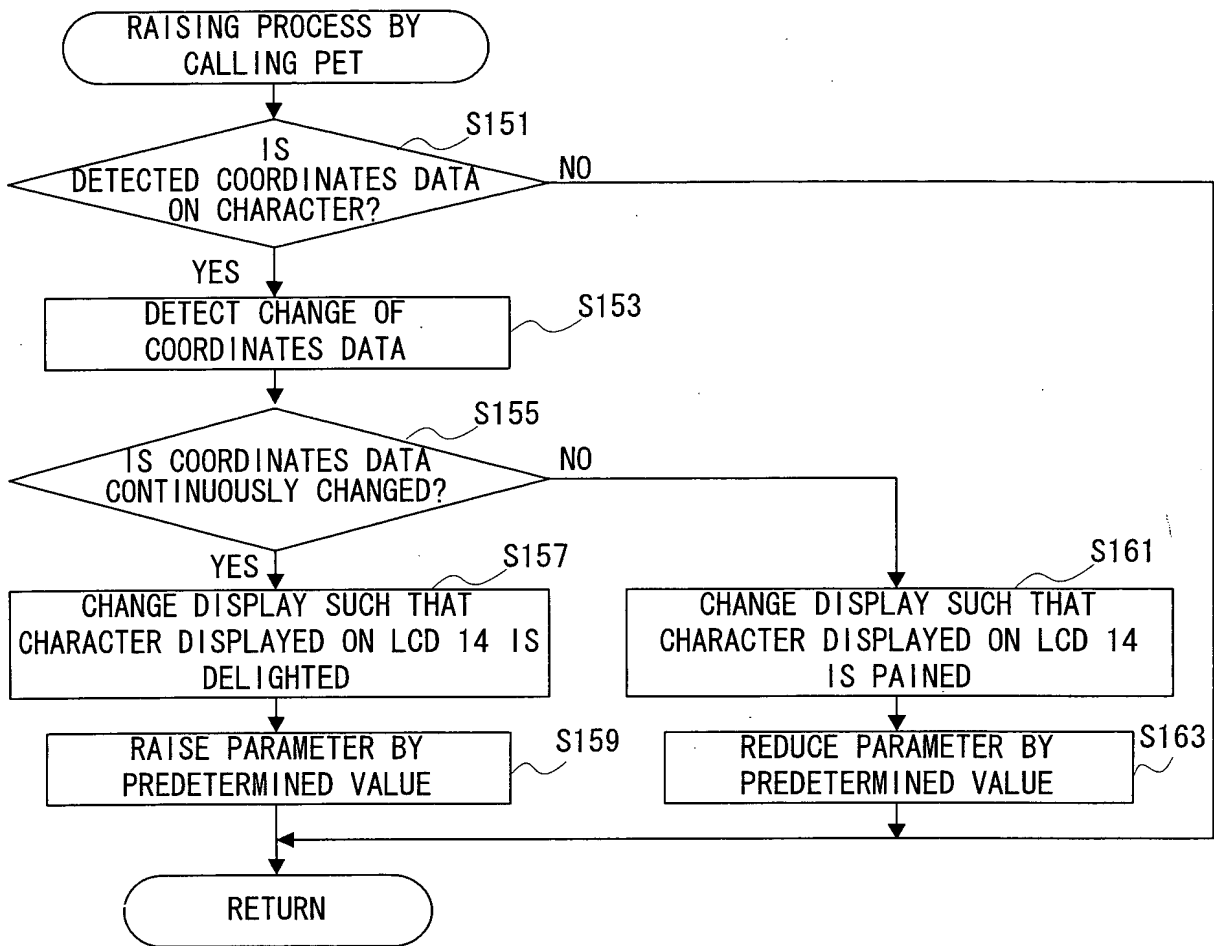 RAISING PROCESS BY
CALLING PET
S151
IS
DETECTED COORDINATES DATA
ON CHARACTER?
NO
YES
DETECT CHANGE OF
COORDINATES DATA
S153
S155
IS COORDINATES DATA
CONTINUOUSLY CHANGED?
NO
YES
S157
CHANGE DISPLAY SUCH THAT
CHARACTER DISPLAYED ON LCD 14 IS
DELIGHTED
S161
CHANGE DISPLAY SUCH THAT
CHARACTER DISPLAYED ON LCD 14
IS PAINED
RAISE PARAMETER BY
PREDETERMINED VALUE
S159
REDUCE PARAMETER BY
PREDETERMINED VALUE
S163
RETURN